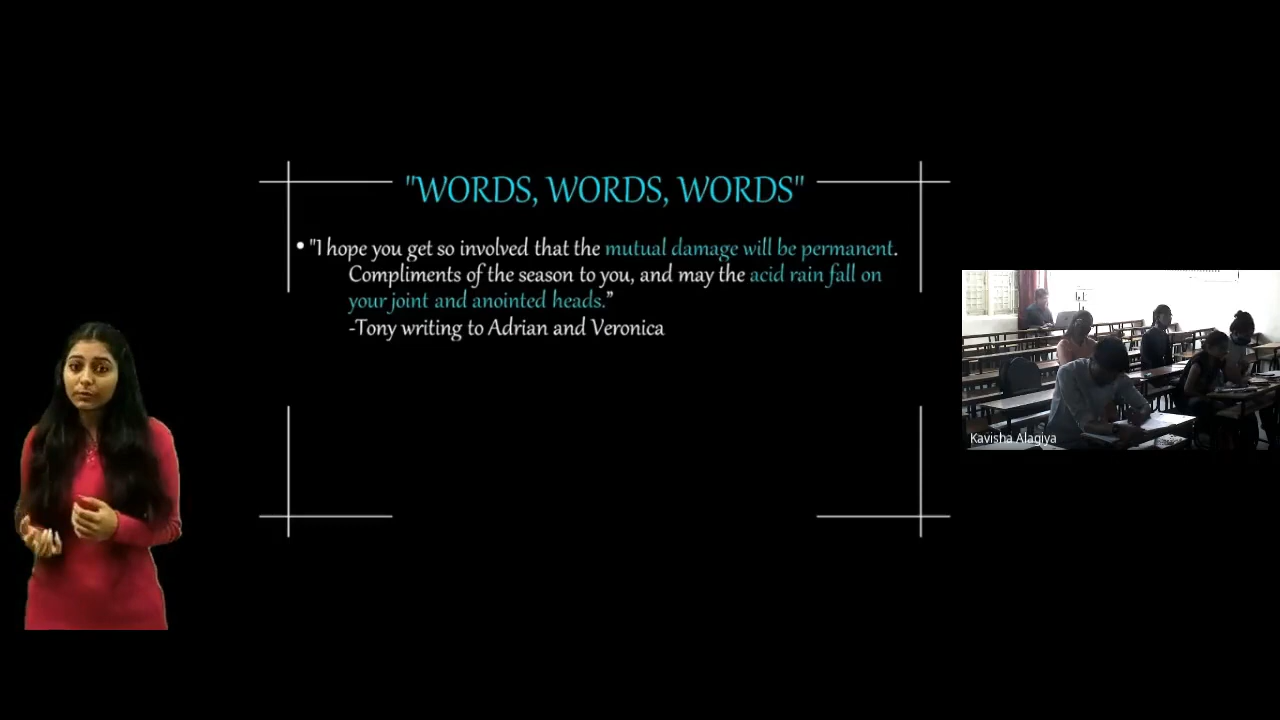 "WORDS, WORDS, WORDS"
• "I hope you get so involved that the mutual damage will be permanent.
Compliments of the season to you, and may the acid rain fall on
your joint and anointed heads.”
-Tony writing to Adrian and Veronica
Kavisha Alagiya